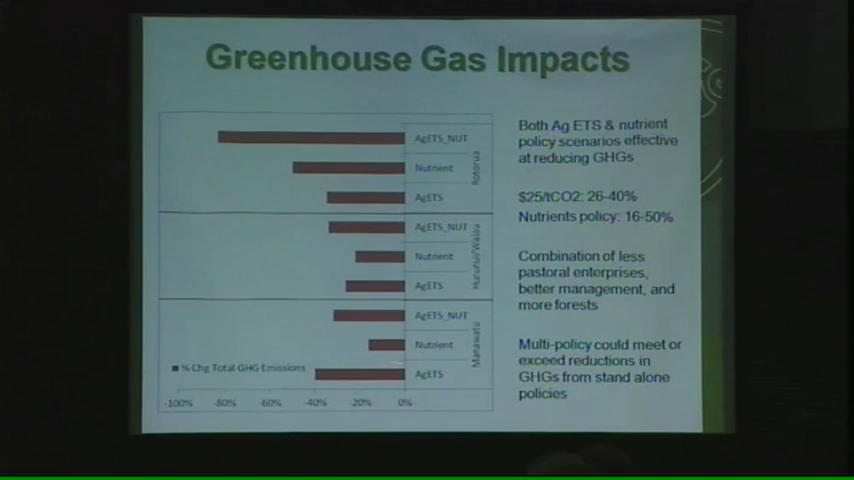 Greenhouse Gas Impacts
AgETS_NUT
Nutrient
AgETS
Rotorua
AgETS_NUT
Nutrient
AgETS
Hurunui/Waiau
AgETS_NUT
Nutrient
AgETS
Manawatu
% Chg Total GHG Emissions
-100% -80% -60% -40% -20% 0%
Both Ag ETS & nutrient
policy scenarios effective
at reducing GHGs
$25/tCO2: 26-40%
Nutrients policy: 16-50%
Combination of less
pastoral enterprises,
better management, and
more forests
Multi-policy could meet or
exceed reductions in
GHGs from stand alone
policies